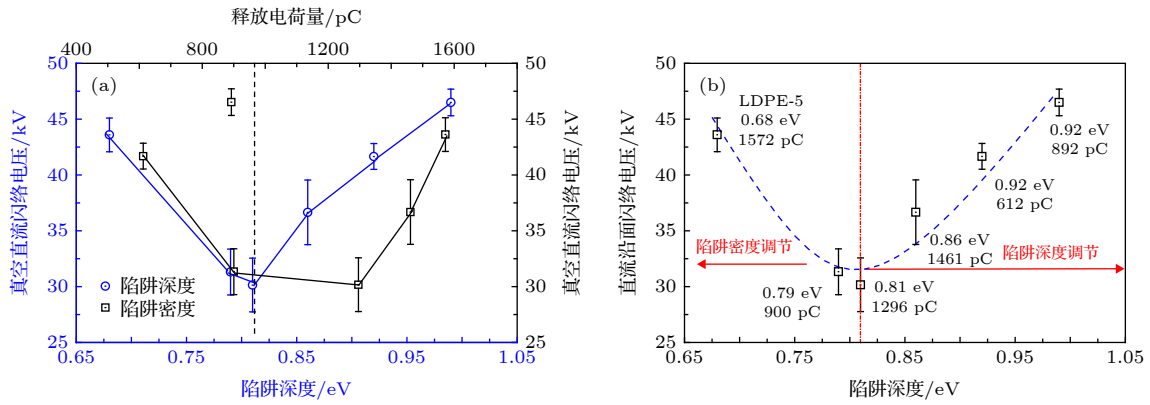 释放电荷量/pC
400 800 1200 1600
(a)
50
45
40
35
30
25
真空直流闪络电压/kV
50
45
40
35
30
25
真空直流闪络电压/kV
陷阱深度
陷阱密度
0.65 0.75 0.85 0.95 1.05
陷阱深度/eV
(b)
50
45
40
35
30
25
直流沿面闪络电压/kV
LDPE-5
0.68 eV
1572 pC
0.92 eV
892 pC
0.92 eV
612 pC
0.86 eV
1461 pC
陷阱密度调节
陷阱深度调节
0.79 eV
900 pC
0.81 eV
1296 pC
0.65 0.75 0.85 0.95 1.05
陷阱深度/eV